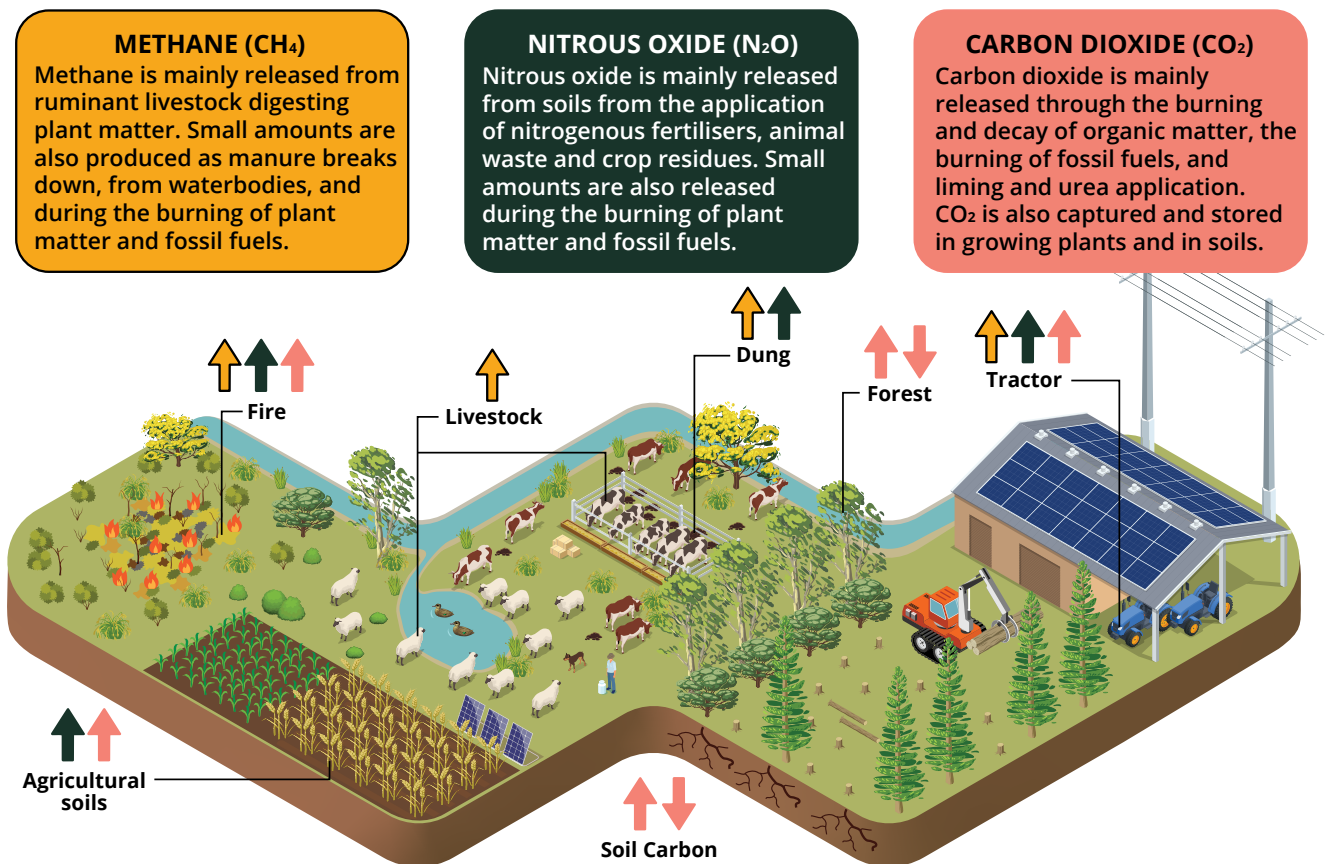 METHANE (CH₄)
Methane is mainly released from
ruminant livestock digesting
plant matter. Small amounts are
also produced as manure breaks
down, from waterbodies, and
during the burning of plant
matter and fossil fuels.
NITROUS OXIDE (N₂O)
Nitrous oxide is mainly released
from soils from the application
of nitrogenous fertilisers, animal
waste and crop residues. Small
amounts are also released
during the burning of plant
matter and fossil fuels.
CARBON DIOXIDE (CO₂)
Carbon dioxide is mainly
released through the burning
and decay of organic matter, the
burning of fossil fuels, and
liming and urea application.
CO₂ is also captured and stored
in growing plants and in soils.
Fire
Livestock
Dung
Forest
Tractor
Agricultural
soils
Soil Carbon